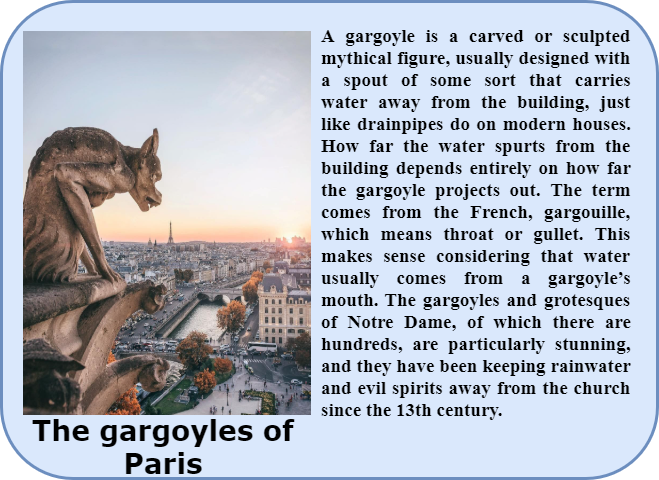 A gargoyle is a carved or sculpted
mythical figure, usually designed with
a spout of some sort that carries
water away from the building, just
like drainpipes do on modern houses.
How far the water spurts from the
building depends entirely on how far
the gargoyle projects out. The term
comes from the French, gargouille,
which means throat or gullet. This
makes sense considering that water
usually comes from a gargoyle’s
mouth. The gargoyles and grotesques
of Notre Dame, of which there are
hundreds, are particularly stunning,
and they have been keeping rainwater
and evil spirits away from the church
since the 13th century.
The gargoyles of
Paris